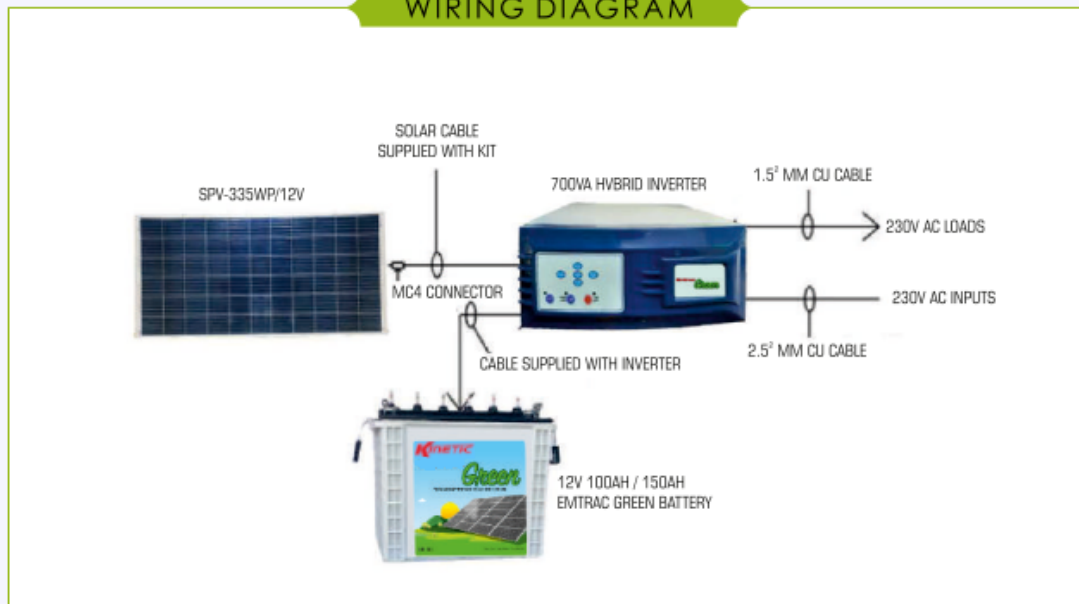 WIRING DIAGRAM
SOLAR CABLE
SUPPLIED WITH KIT
700VA HVBRID INVERTER
1.5² MM CU CABLE
SPV-335WP/12V
230V AC LOADS
MC4 CONNECTOR
Green
230V AC INPUTS
2.5² MM CU CABLE
CABLE SUPPLIED WITH INVERTER
KINETIC
Green
12V 100AH / 150AH
EMTRAC GREEN BATTERY